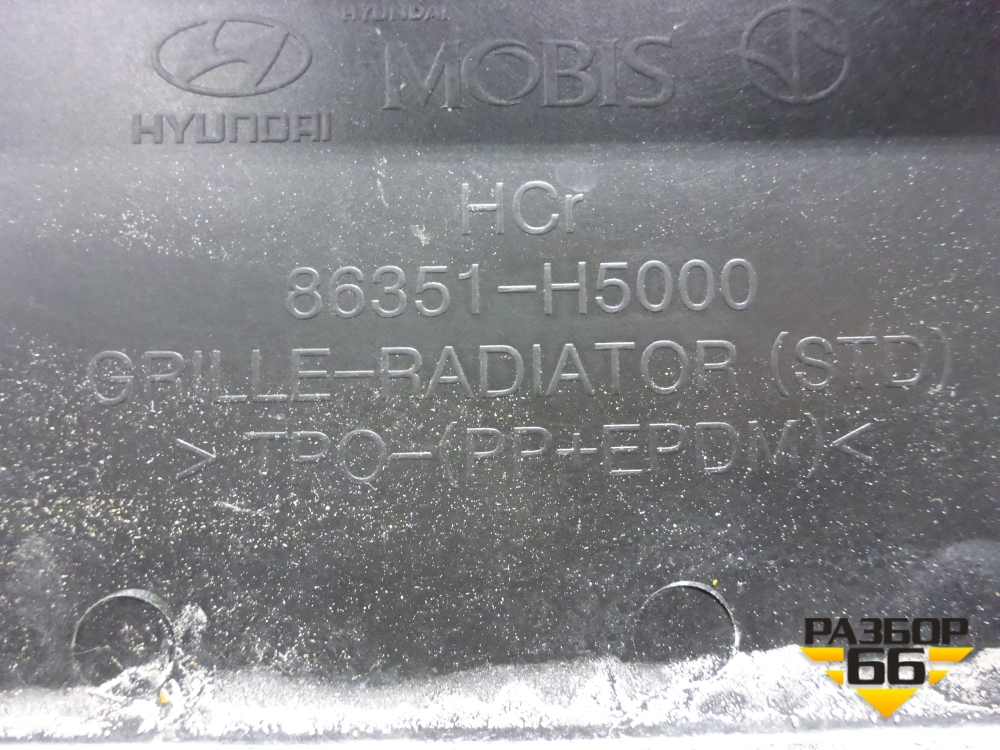 HYUNDAI
MOBIS
HYUNDAI
HCr
86351-H5000
GRILLE-RADIATOR (STD)
> TPO-(PP+EPDM) <
РАЗБОР
66